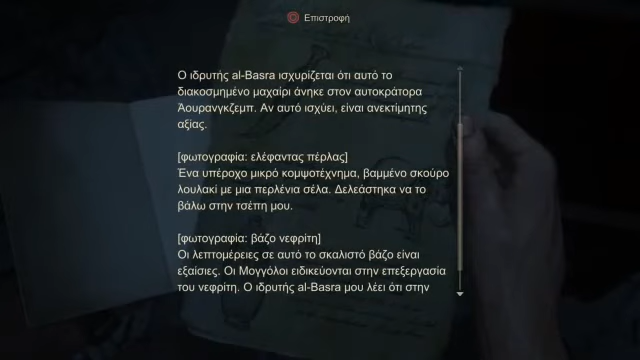 Επιστροφή
Ο ιδρυτής al-Basra ισχυρίζεται ότι αυτό το
διακοσμημένο μαχαίρι άνηκε στον αυτοκράτορα
Άουρανγκζεμπ. Αν αυτό ισχύει, είναι ανεκτίμητης
αξίας.
[φωτογραφία: ελέφαντας πέρλας]
Ένα υπέροχο μικρό κομψοτέχνημα, βαμμένο σκούρο
λουλακί με μια περλένια σέλα. Δελεάστηκα να το
βάλω στην τσέπη μου.
[φωτογραφία: βάζο νεφρίτη]
Οι λεπτομέρειες σε αυτό το σκαλιστό βάζο είναι
εξαίσιες. Οι Μογγόλοι ειδικεύονται στην επεξεργασία
του νεφρίτη. Ο ιδρυτής al-Basra μου λέει ότι στην